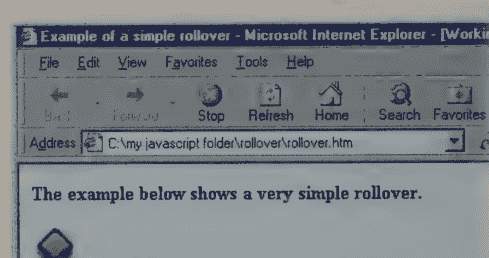 Example of a simple rollover - Microsoft Internet Explorer - [Workin
File Edit View Favorites Tools Help
Stop Refresh Home Search Favorites
Address C:\my javascript folder\rollover\rollover.htm
The example below shows a very simple rollover.